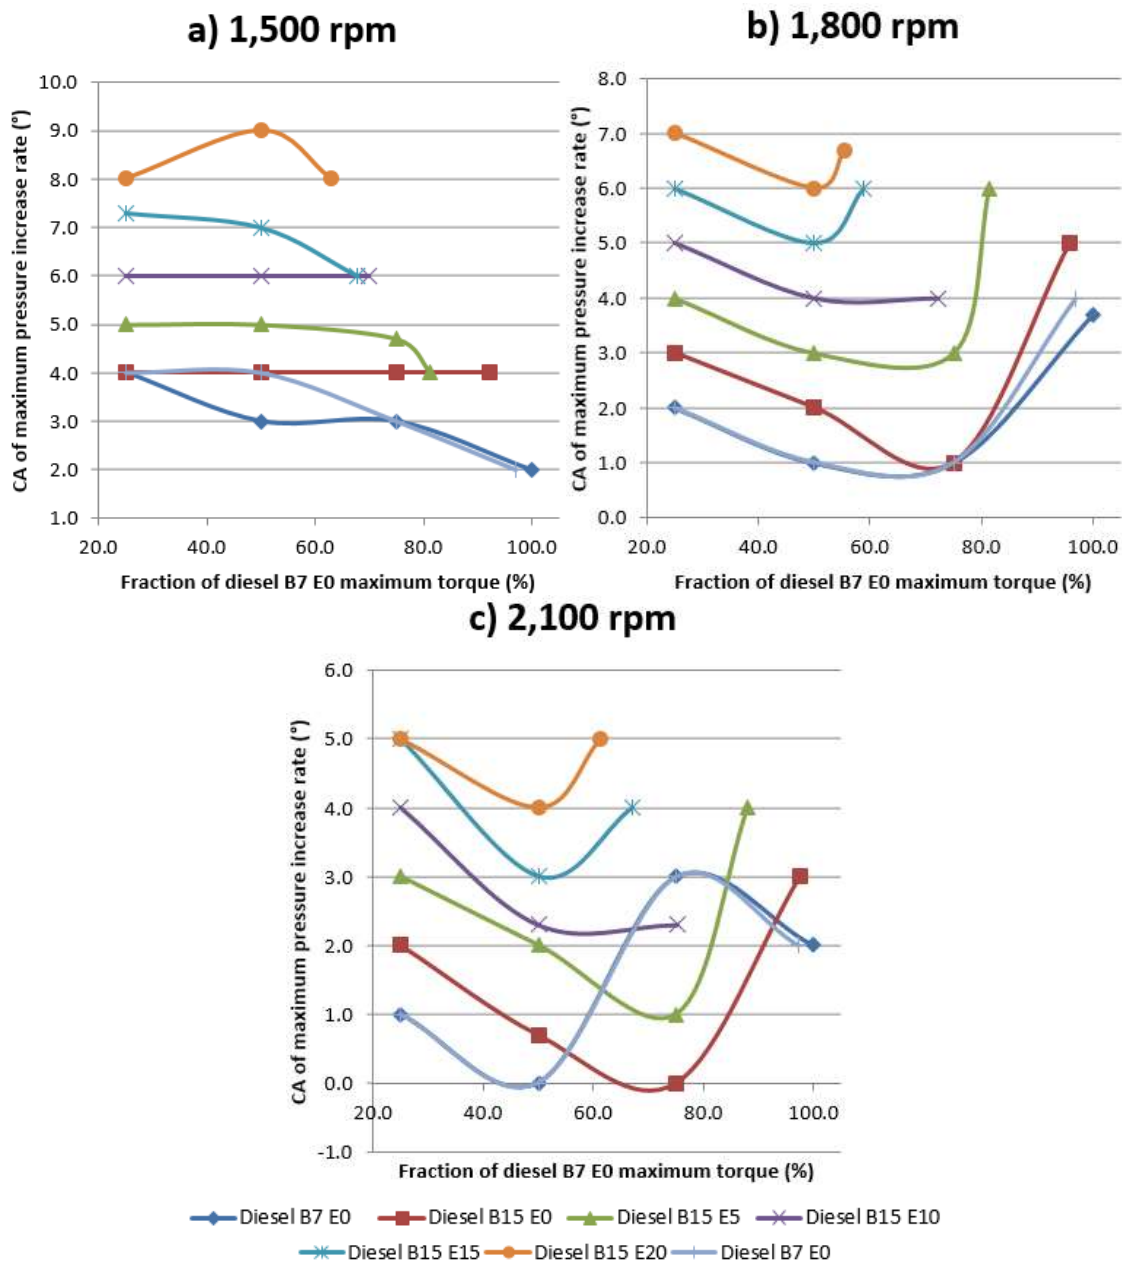 a) 1,500 rpm
10.0
9.0
8.0
7.0
6.0
5.0
4.0
3.0
2.0
1.0
20.0 40.0 60.0 80.0 100.0
CA of maximum pressure increase rate (°)
Fraction of diesel B7 E0 maximum torque (%)
b) 1,800 rpm
8.0
7.0
6.0
5.0
4.0
3.0
2.0
1.0
0.0
20.0 40.0 60.0 80.0 100.0
CA of maximum pressure increase rate (°)
Fraction of diesel B7 E0 maximum torque (%)
c) 2,100 rpm
6.0
5.0
4.0
3.0
2.0
1.0
0.0
20.0 40.0 60.0 80.0 100.0
-1.0
CA of maximum pressure increase rate (°)
Fraction of diesel B7 E0 maximum torque (%)
Diesel B7 E0 Diesel B15 E0 Diesel B15 E5 Diesel B15 E10
Diesel B15 E15 Diesel B15 E20 Diesel B7 E0